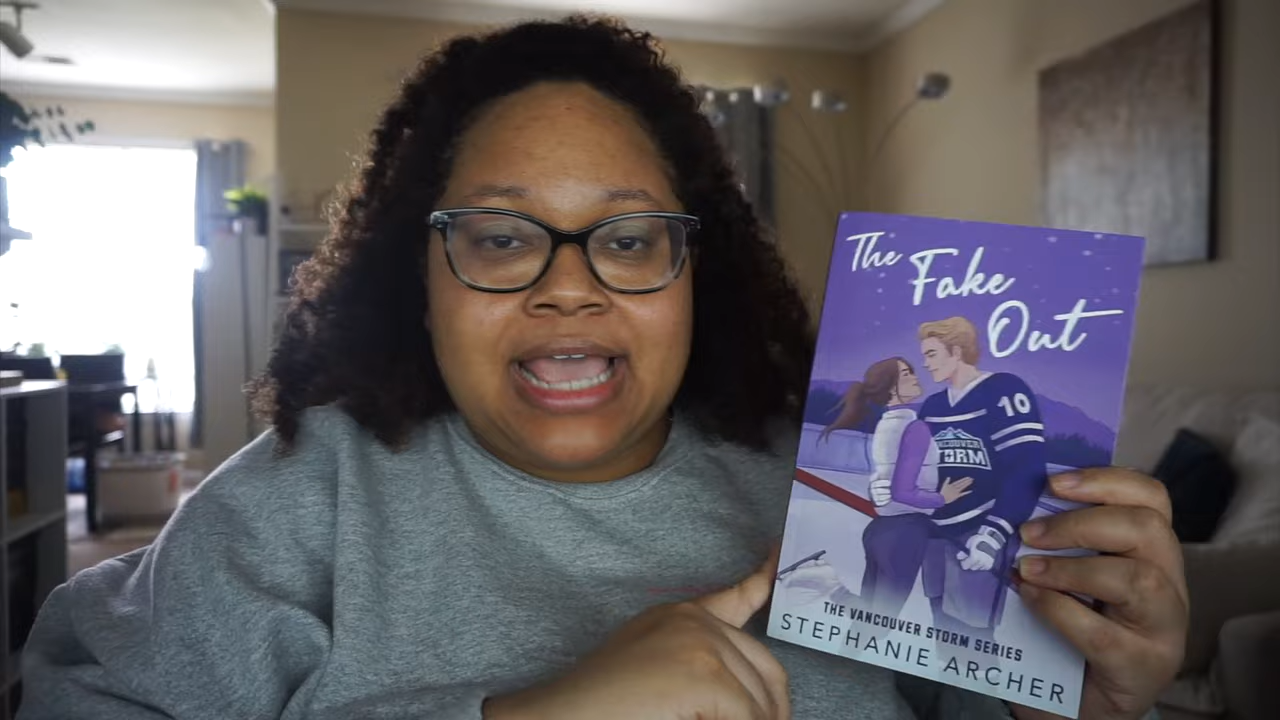 The
Fake
Out
10
VANCOUVER
STORM
THE VANCOUVER STORM SERIES
STEPHANIE ARCHER